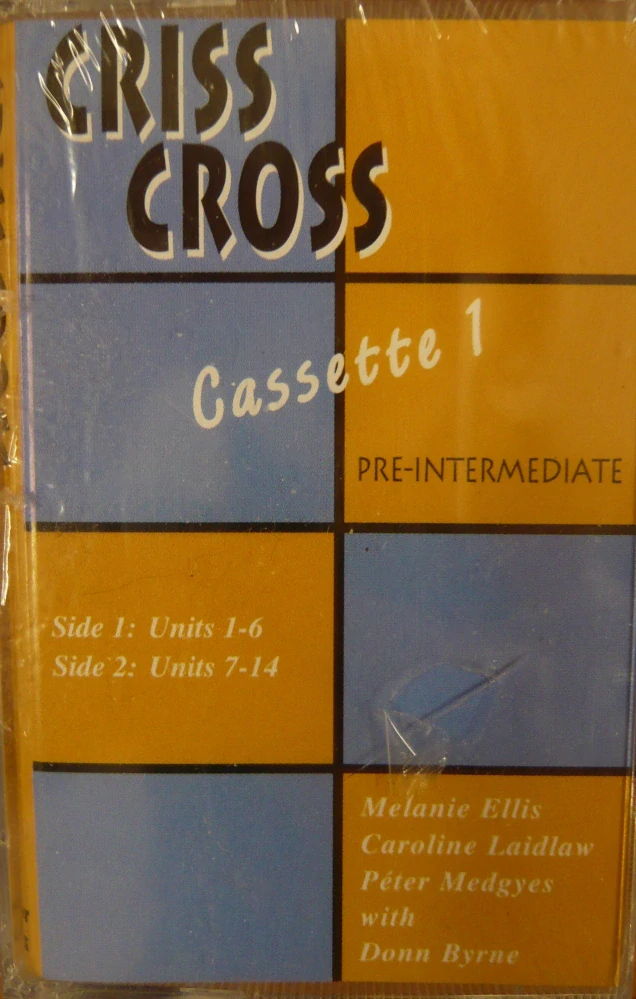 CRISS
CROSS
Cassette 1
PRE-INTERMEDIATE
Side 1: Units 1-6
Side 2: Units 7-14
Melanie Ellis
Caroline Laidlaw
Péter Medgyes
with
Donn Byrne